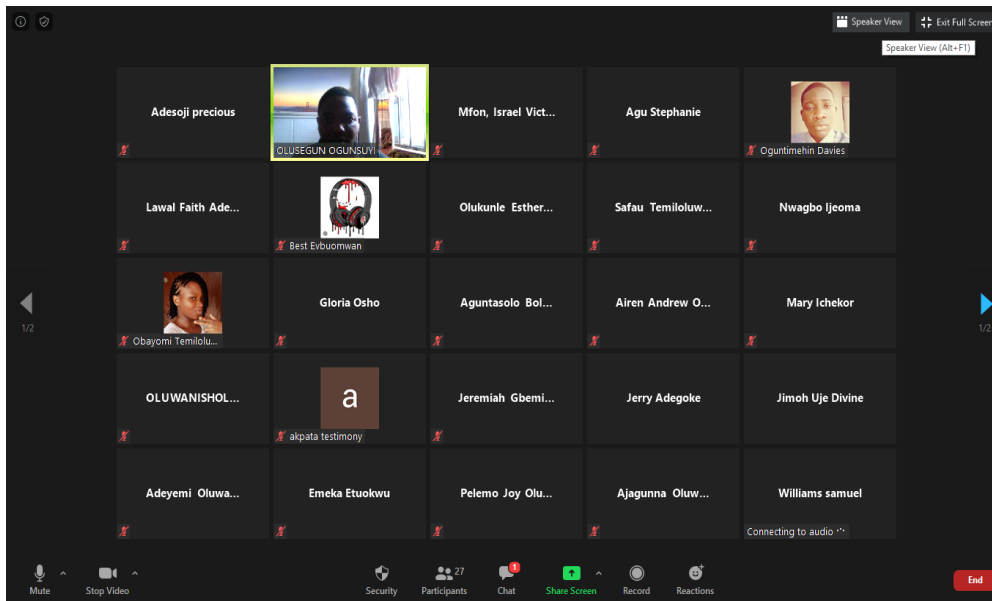 Speaker View
Exit Full Screen
Speaker View (Alt+F1)
Adesoji precious
OLUSEGUN OGUNSUYI
Mfon, Israel Vict...
Agu Stephanie
Oguntimehin Davies
Lawal Faith Ade...
Best Evbuomwan
Olukunle Esther...
Safau Temiloluw...
Nwagbo Ijeoma
Obayomi Temilolu...
Gloria Osho
Aguntasolo Bol...
Airen Andrew O...
Mary Ichekor
1/2
1/2
OLUWANISHOL...
a
akpata testimony
Jeremiah Gbemi...
Jerry Adegoke
Jimoh Uje Divine
Adeyemi Oluwa...
Emeka Etuokwu
Pelemo Joy Olu...
Ajagunna Oluw...
Williams samuel
Connecting to audio
Mute
Stop Video
Security
Participants
27
Chat
1
Share Screen
Record
Reactions
End